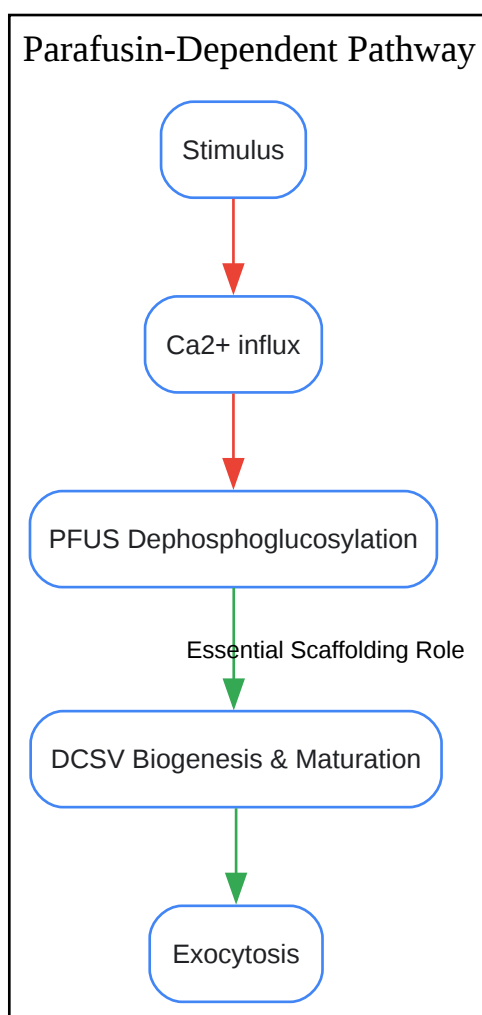 Parafusin-Dependent Pathway
Stimulus
Ca2+ influx
PFUS Dephosphoglucosylation
Essential Scaffolding Role
DCSV Biogenesis & Maturation
Exocytosis